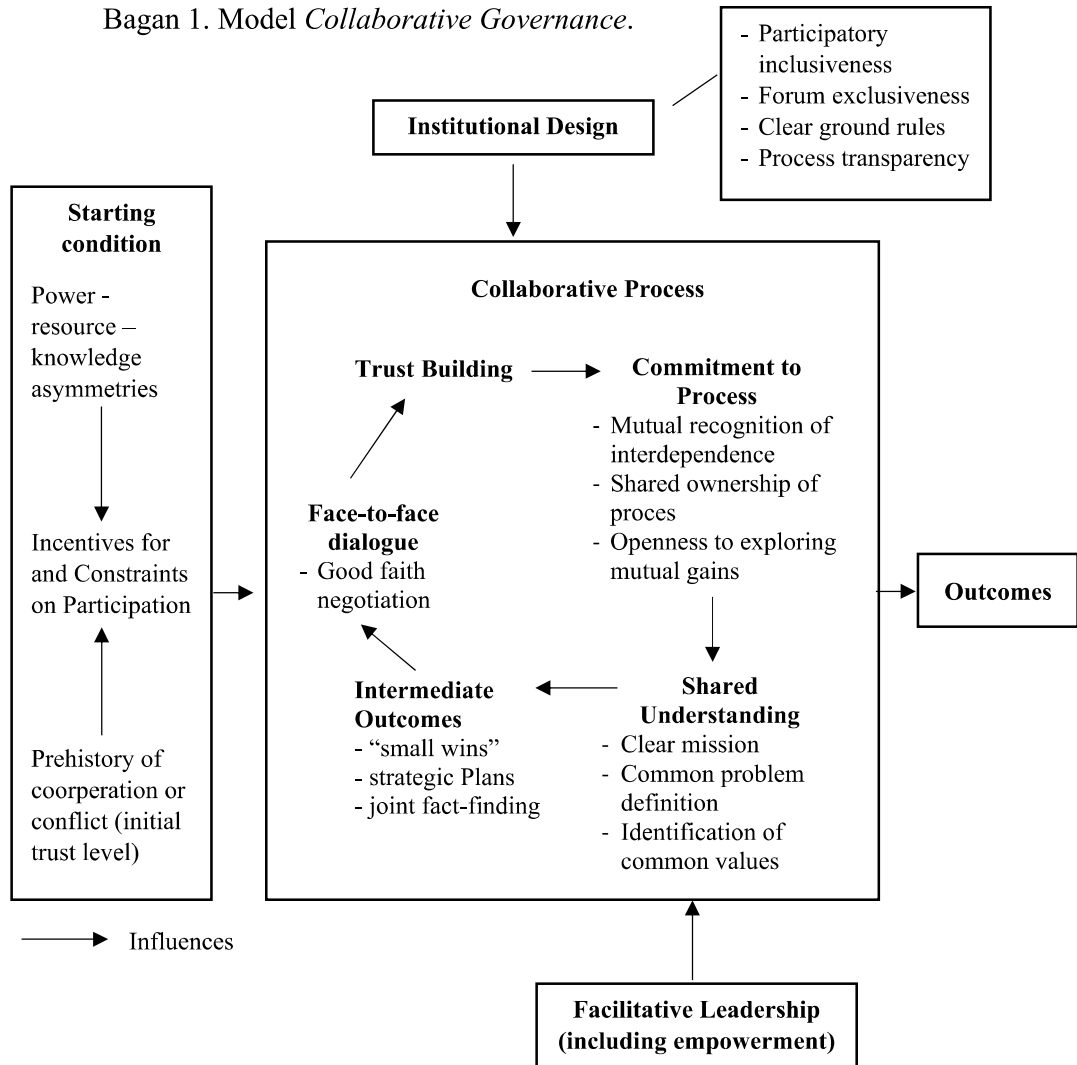 Bagan 1. Model Collaborative Governance.
- Participatory
inclusiveness
- Forum exclusiveness
- Clear ground rules
- Process transparency
Institutional Design
Starting
condition
Power -
resource –
knowledge
asymmetries
Incentives for
and Constraints
on Participation
Prehistory of
coorperation or
conflict (initial
trust level)
Collaborative Process
Trust Building
Commitment to
Process
- Mutual recognition of
interdependence
- Shared ownership of
proces
- Openness to exploring
mutual gains
Face-to-face
dialogue
- Good faith
negotiation
Intermediate
Outcomes
- “small wins”
- strategic Plans
- joint fact-finding
Shared
Understanding
- Clear mission
- Common problem
definition
- Identification of
common values
Outcomes
Influences
Facilitative Leadership
(including empowerment)